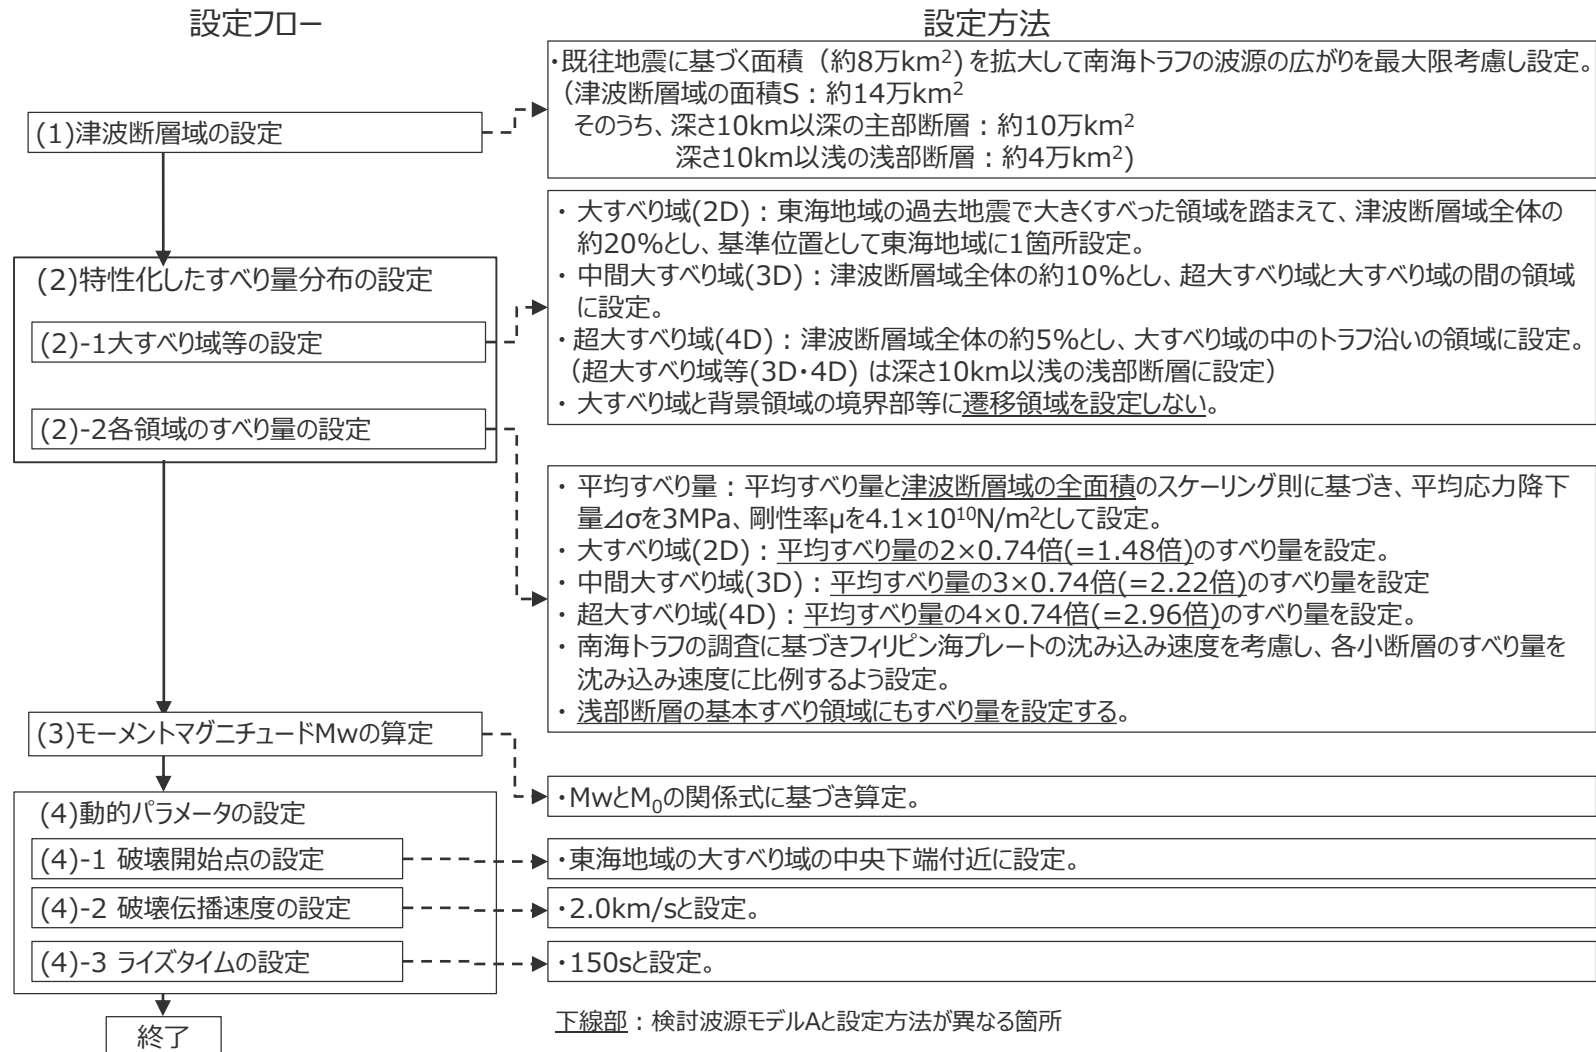 設定フロー
設定方法
(1)津波断層域の設定
・既往地震に基づく面積（約8万km²)を拡大して南海トラフの波源の広がりを最大限考慮し設定。
（津波断層域の面積S：約14万km²
そのうち、深さ10km以深の主部断層：約10万km²
深さ10km以浅の浅部断層：約4万km²)
(2)特性化したすべり量分布の設定
(2)-1大すべり域等の設定
・大すべり域(2D)：東海地域の過去地震で大きくすべった領域を踏まえて、津波断層域全体の
約20%とし、基準位置として東海地域に1箇所設定。
・中間大すべり域(3D)：津波断層域全体の約10%とし、超大すべり域と大すべり域の間の領域
に設定。
・超大すべり域(4D)：津波断層域全体の約5%とし、大すべり域の中のトラフ沿いの領域に設定。
（超大すべり域等(3D・4D) は深さ10km以浅の浅部断層に設定）
・大すべり域と背景領域の境界部等に遷移領域を設定しない。
(2)-2各領域のすべり量の設定
・平均すべり量：平均すべり量と津波断層域の全面積のスケーリング則に基づき、平均応力降下
量⊿σを3MPa、剛性率μを4.1×10¹⁰N/m²として設定。
・大すべり域(2D)：平均すべり量の2×0.74倍(=1.48倍)のすべり量を設定。
・中間大すべり域(3D)：平均すべり量の3×0.74倍(=2.22倍)のすべり量を設定
・超大すべり域(4D)：平均すべり量の4×0.74倍(=2.96倍)のすべり量を設定。
・南海トラフの調査に基づきフィリピン海プレートの沈み込み速度を考慮し、各小断層のすべり量を
沈み込み速度に比例するよう設定。
・浅部断層の基本すべり領域にもすべり量を設定する。
(3)モーメントマグニチュードMwの算定
・MwとM₀の関係式に基づき算定。
(4)動的パラメータの設定
(4)-1 破壊開始点の設定
・東海地域の大すべり域の中央下端付近に設定。
(4)-2 破壊伝播速度の設定
・2.0km/sと設定。
(4)-3 ライズタイムの設定
・150sと設定。
終了
下線部：検討波源モデルAと設定方法が異なる箇所